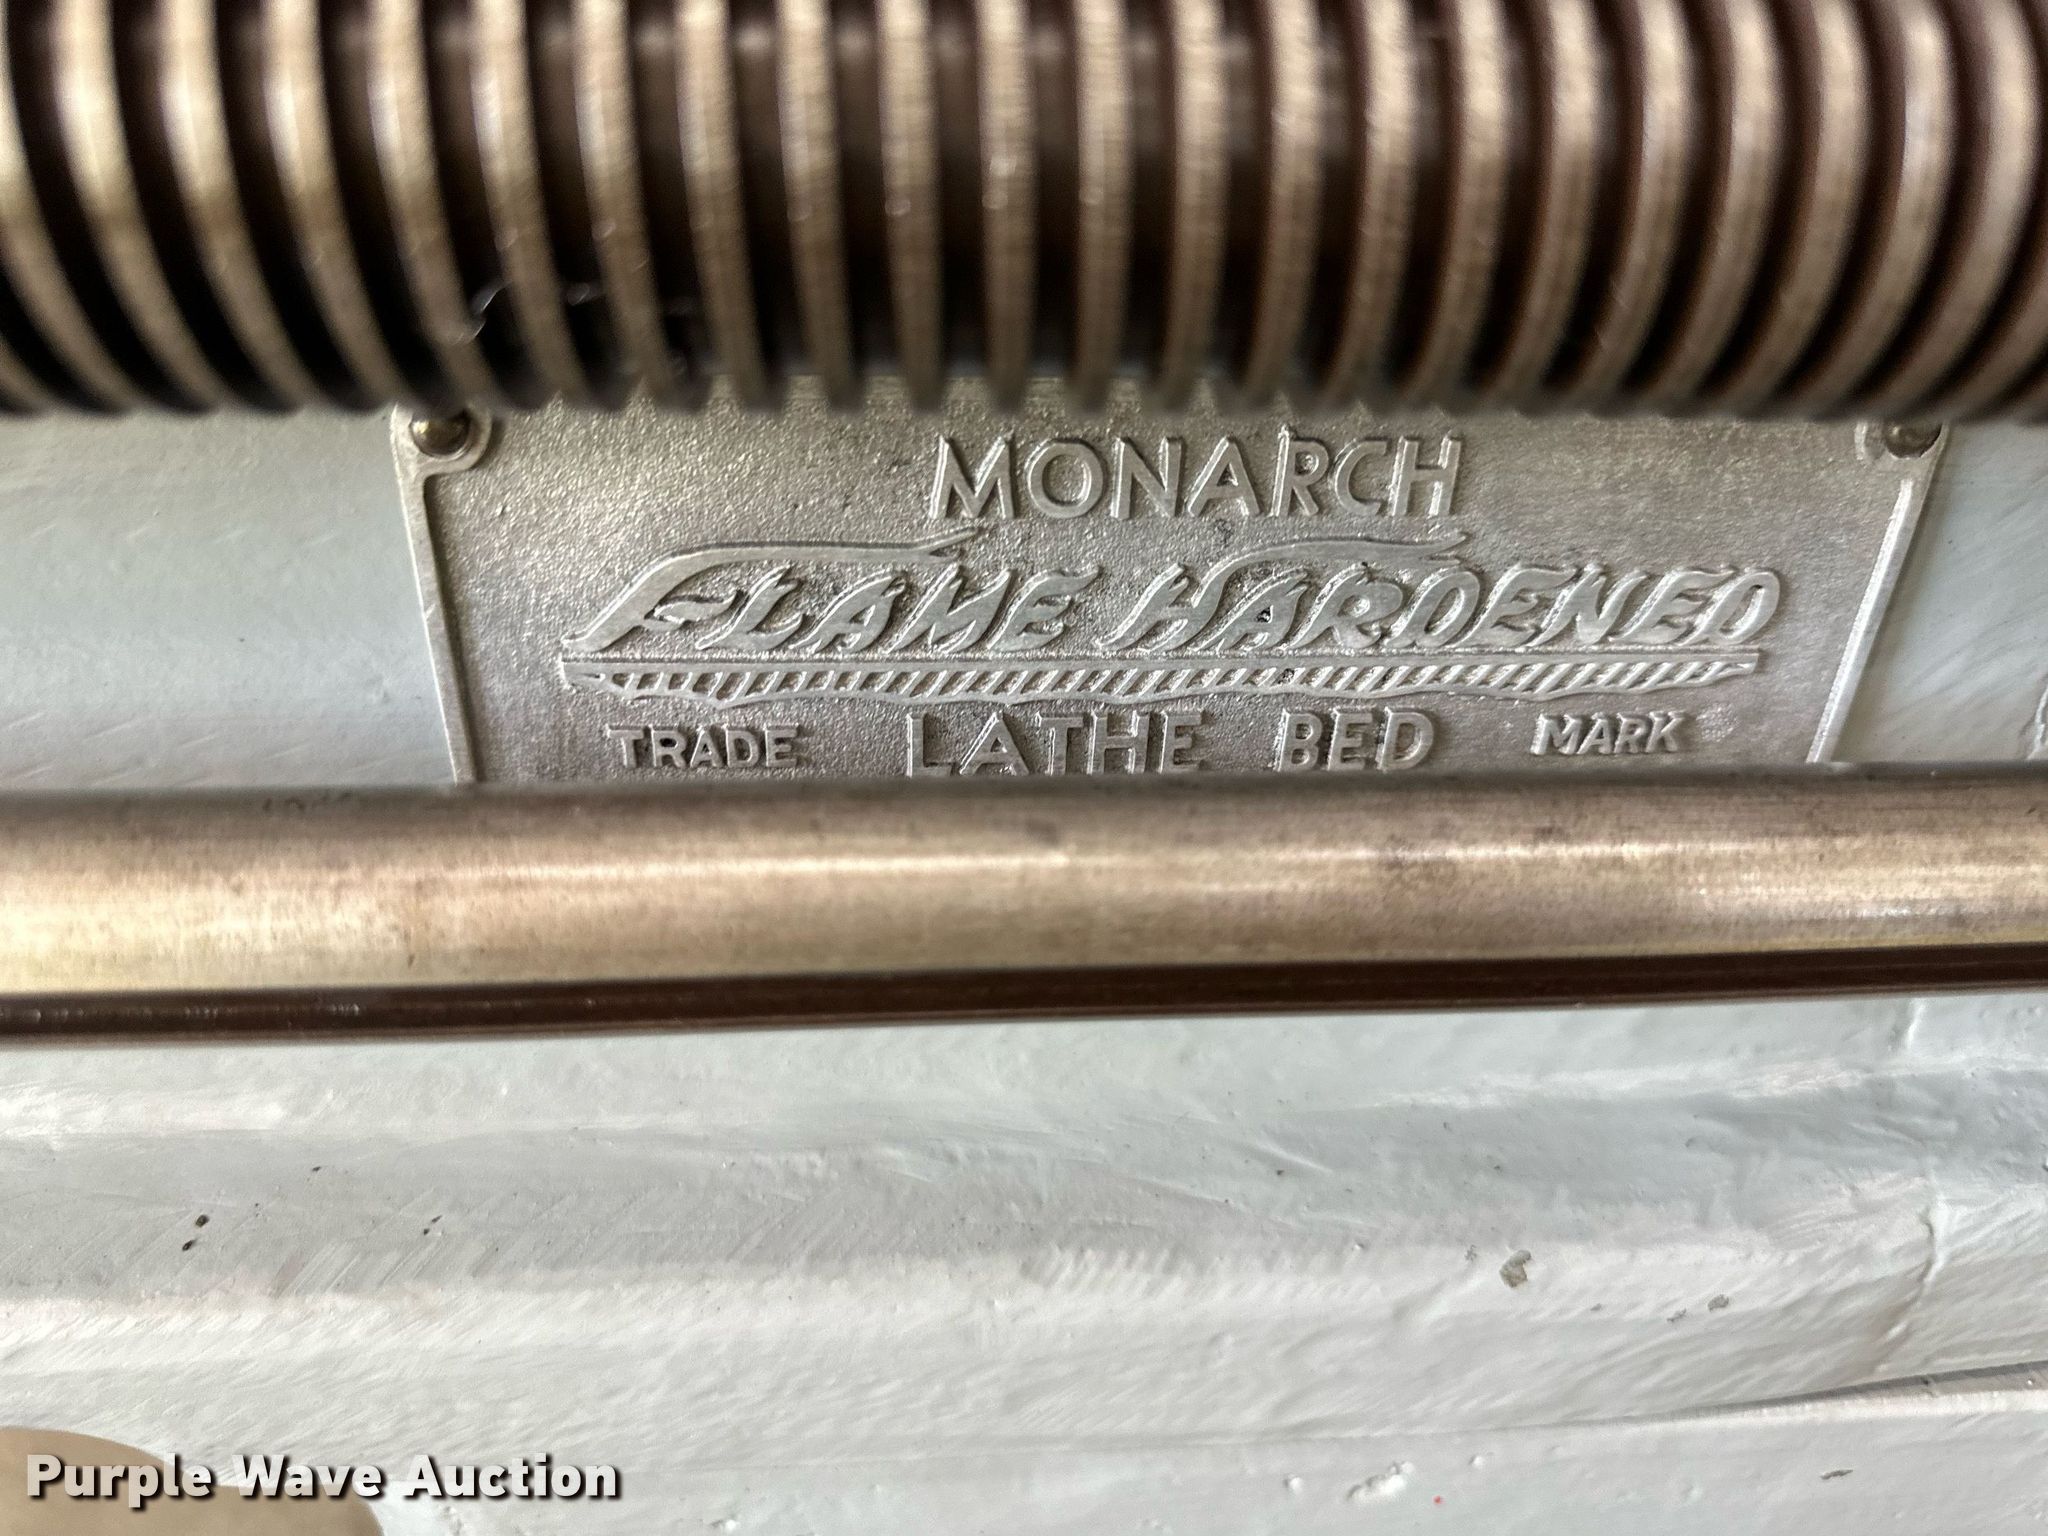 MONARCH
FLAME HARDENED
TRADE LATHE BED MARK
Purple Wave Auction